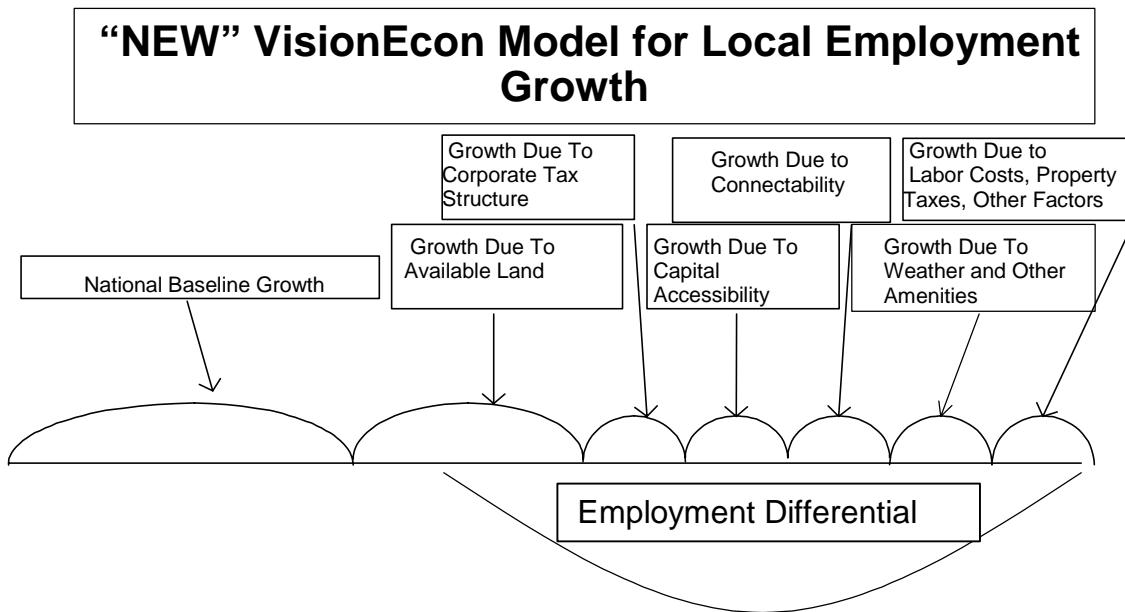 “NEW” VisionEcon Model for Local Employment
Growth
Growth Due To
Corporate Tax
Structure
Growth Due to
Connectability
Growth Due to
Labor Costs, Property
Taxes, Other Factors
National Baseline Growth
Growth Due To
Available Land
Growth Due To
Capital
Accessibility
Growth Due To
Weather and Other
Amenities
Employment Differential